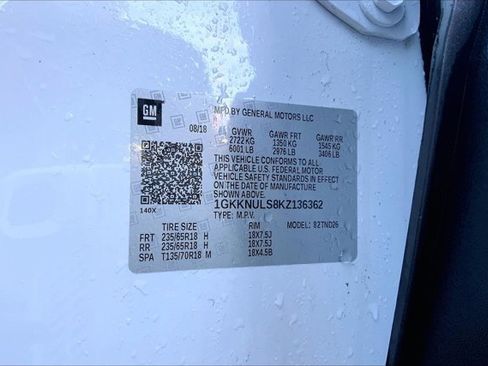 GM
MFD BY GENERAL MOTORS LLC
08/18 GVWR GAWR FRT GAWR RR
2722 KG 1350 KG 1545 KG
6001 LB 2976 LB 3406 LB
THIS VEHICLE CONFORMS TO ALL
APPLICABLE U.S. FEDERAL MOTOR
VEHICLE SAFETY STANDARDS IN EFFECT
ON THE DATE OF MANUFACTURE
SHOWN ABOVE.
1GKKNULS8KZ136362
140X TYPE: M.P.V. MODEL: 82TND26
TIRE SIZE RIM
FRT 235/65R18 H 18X7.5J
RR 235/65R18 H 18X7.5J
SPA T135/70R18 M 18X4.5B